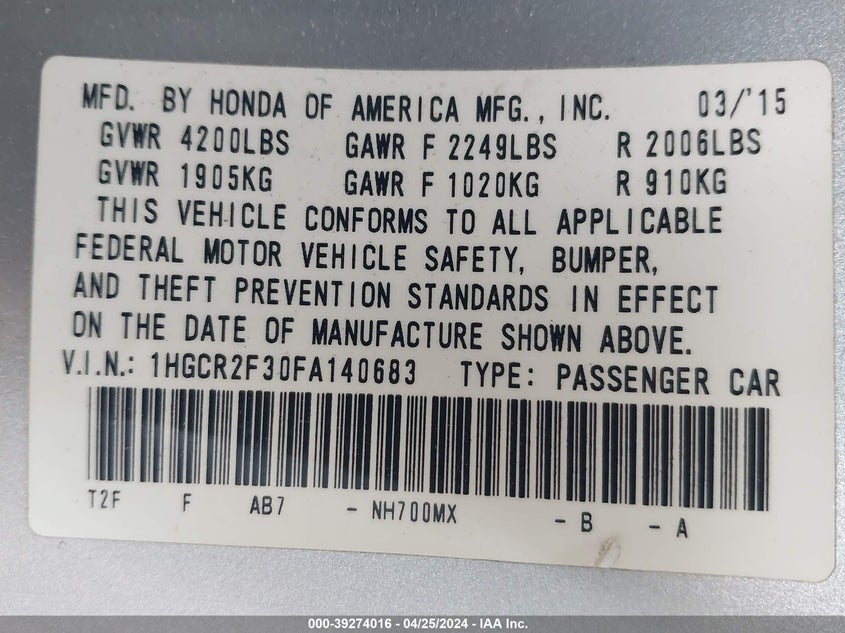 MFD. BY HONDA OF AMERICA MFG., INC. 03/'15
GVWR 4200LBS GAWR F 2249LBS R 2006LBS
GVWR 1905KG GAWR F 1020KG R 910KG
THIS VEHICLE CONFORMS TO ALL APPLICABLE
FEDERAL MOTOR VEHICLE SAFETY, BUMPER,
AND THEFT PREVENTION STANDARDS IN EFFECT
ON THE DATE OF MANUFACTURE SHOWN ABOVE.
V.I.N.: 1HGCR2F30FA140683 TYPE: PASSENGER CAR
T2F F AB7 - NH700MX - B - A
000-39274016 - 04/25/2024 - IAA Inc.